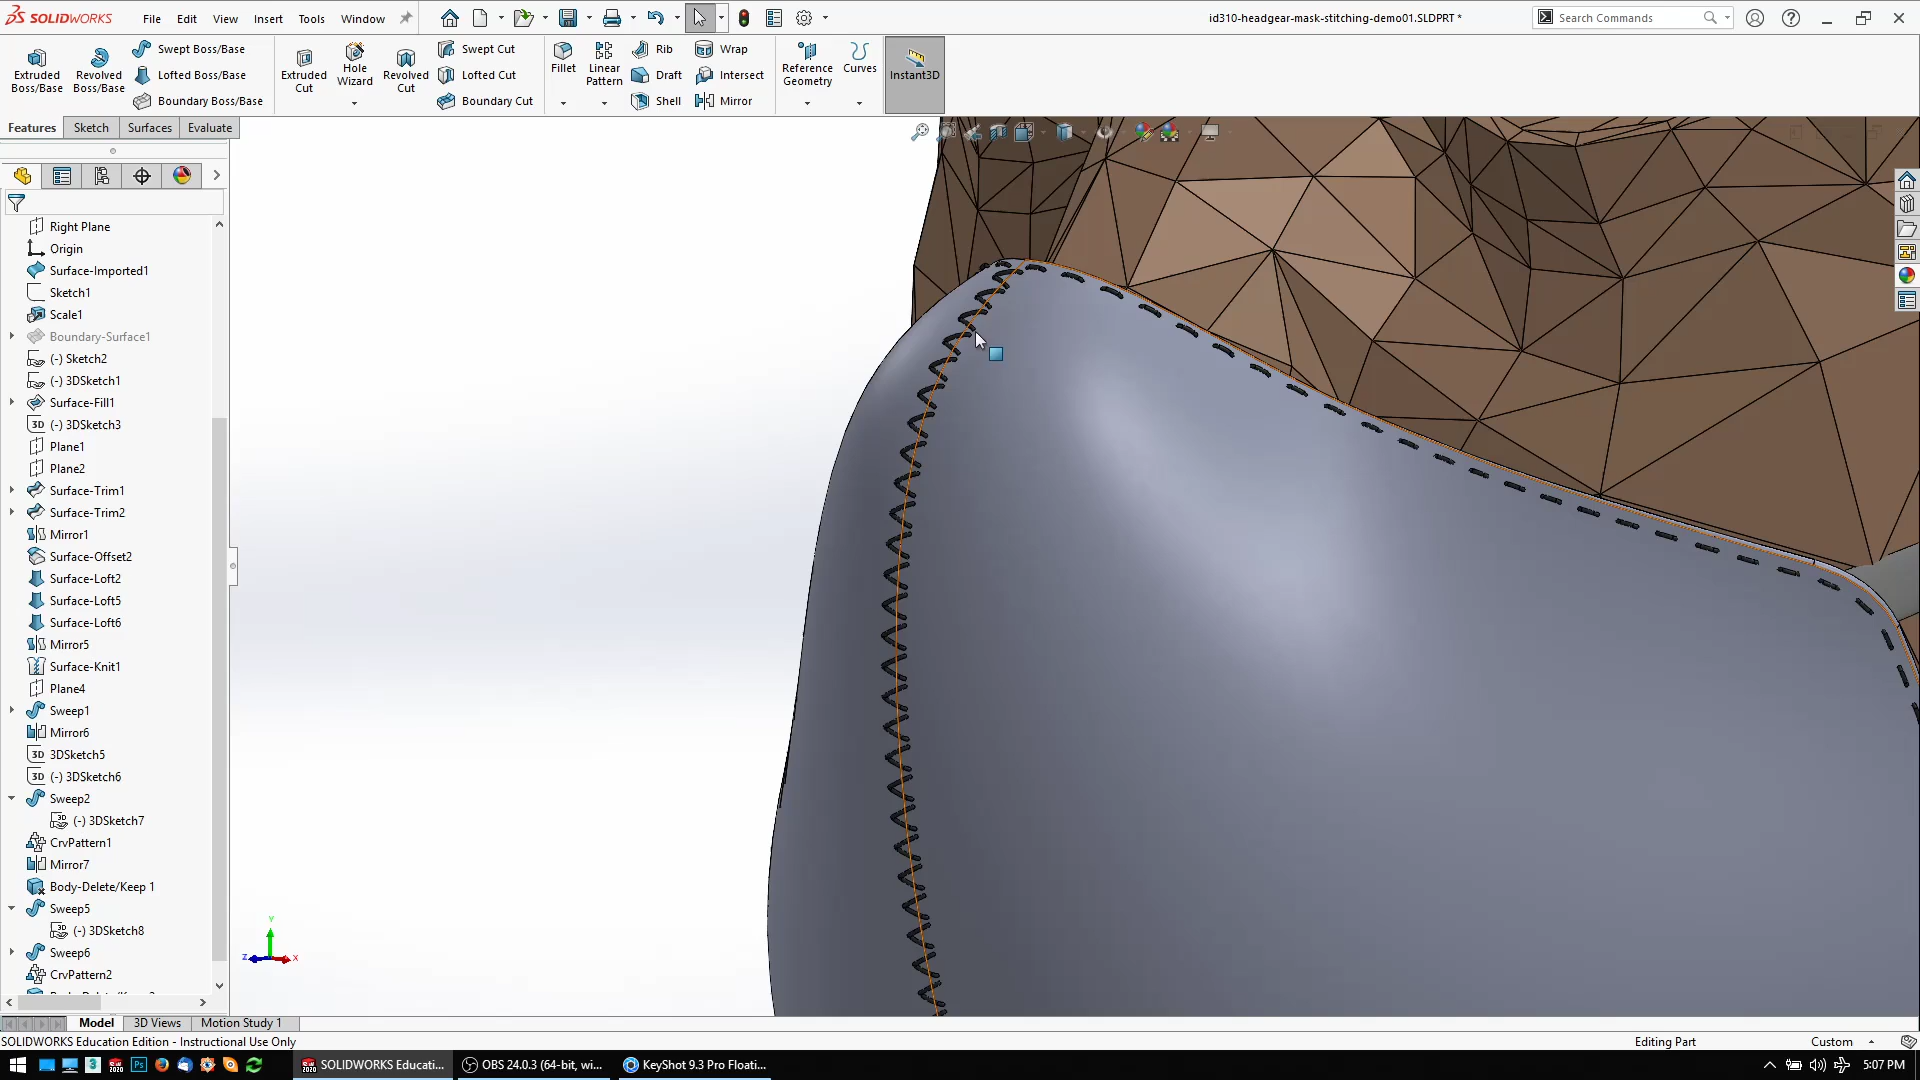 SOLIDWORKS File Edit View Insert Tools Window id310-headgear-mask-stitching-demo01.SLDPRT * Search Commands
Extruded Boss/Base
Revolved Boss/Base
Swept Boss/Base
Lofted Boss/Base
Boundary Boss/Base
Extruded Cut
Hole Wizard
Revolved Cut
Swept Cut
Lofted Cut
Boundary Cut
Fillet
Linear Pattern
Rib
Draft
Shell
Wrap
Intersect
Mirror
Reference Geometry
Curves
Instant3D
Features Sketch Surfaces Evaluate
Right Plane
Origin
Surface-Imported1
Sketch1
Scale1
Boundary-Surface1
(-) Sketch2
(-) 3DSketch1
Surface-Fill1
3D (-) 3DSketch3
Plane1
Plane2
Surface-Trim1
Surface-Trim2
Mirror1
Surface-Offset2
Surface-Loft2
Surface-Loft5
Surface-Loft6
Mirror5
Surface-Knit1
Plane4
Sweep1
Mirror6
3D 3DSketch5
3D (-) 3DSketch6
Sweep2
3D (-) 3DSketch7
CrvPattern1
Mirror7
Body-Delete/Keep 1
Sweep5
3D (-) 3DSketch8
Sweep6
CrvPattern2
Y
Z X
Model 3D Views Motion Study 1
SOLIDWORKS Education Edition - Instructional Use Only Editing Part Custom
SOLIDWORKS Educati... OBS 24.0.3 (64-bit, wi... KeyShot 9.3 Pro Floati... 5:07 PM